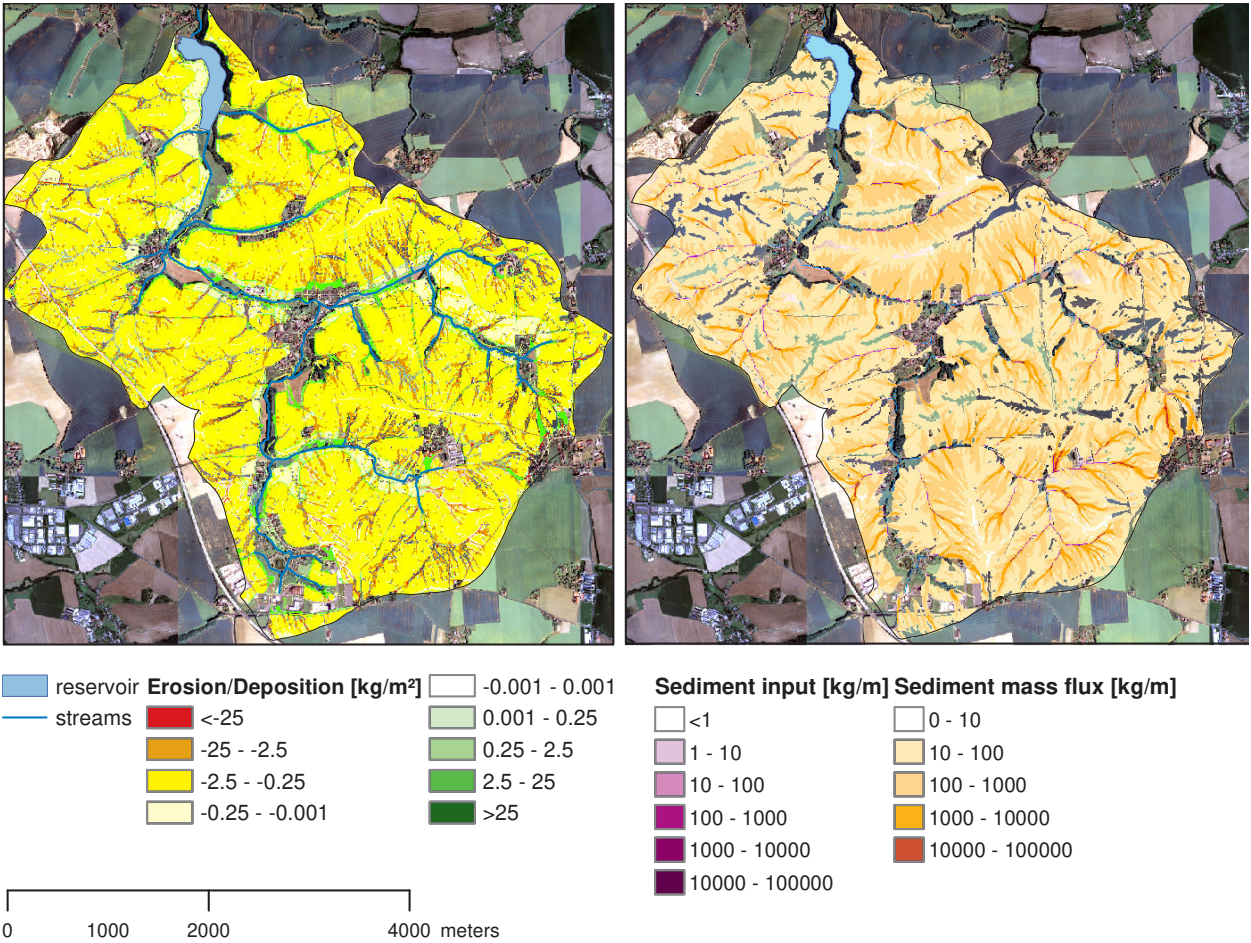 reservoir
streams
Erosion/Deposition [kg/m²]
<-25
-25 - -2.5
-2.5 - -0.25
-0.25 - -0.001
-0.001 - 0.001
0.001 - 0.25
0.25 - 2.5
2.5 - 25
>25
Sediment input [kg/m]
<1
1 - 10
10 - 100
100 - 1000
1000 - 10000
10000 - 100000
Sediment mass flux [kg/m]
0 - 10
10 - 100
100 - 1000
1000 - 10000
10000 - 100000
0 1000 2000 4000 meters